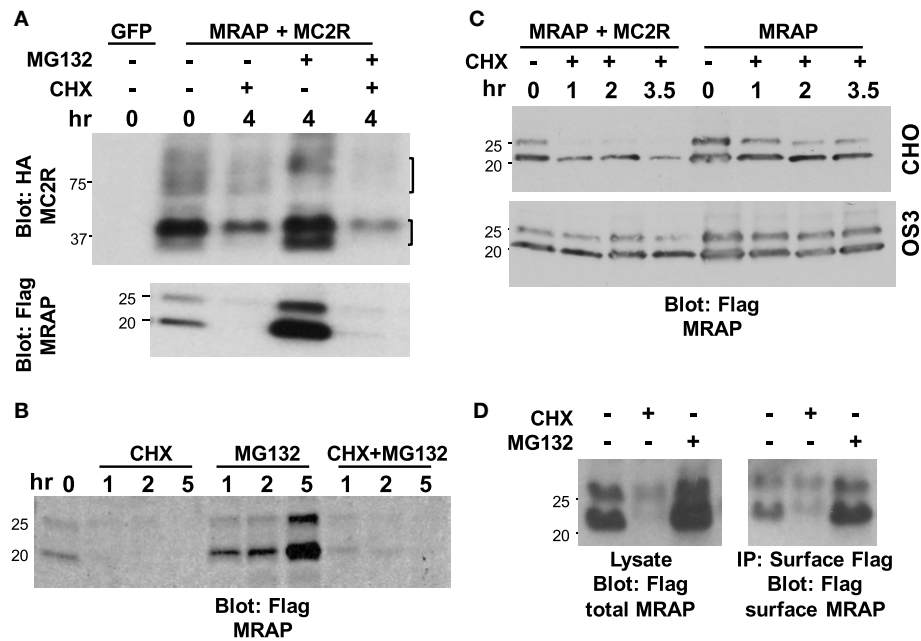 A
GFP MRAP + MC2R
MG132 - - - + +
CHX - - + - +
hr 0 0 4 4 4
Blot: HA
MC2R
75
37
Blot: Flag
MRAP
25
20
B
CHX MG132 CHX+MG132
hr 0 1 2 5 1 2 5 1 2 5
25
20
Blot: Flag
MRAP
C
MRAP + MC2R MRAP
CHX - + + + - + + +
hr 0 1 2 3.5 0 1 2 3.5
25
20
CHO
25
20
OS3
Blot: Flag
MRAP
D
CHX - + - - + -
MG132 - - + - - +
25
20
25
20
Lysate
Blot: Flag
total MRAP
IP: Surface Flag
Blot: Flag
surface MRAP